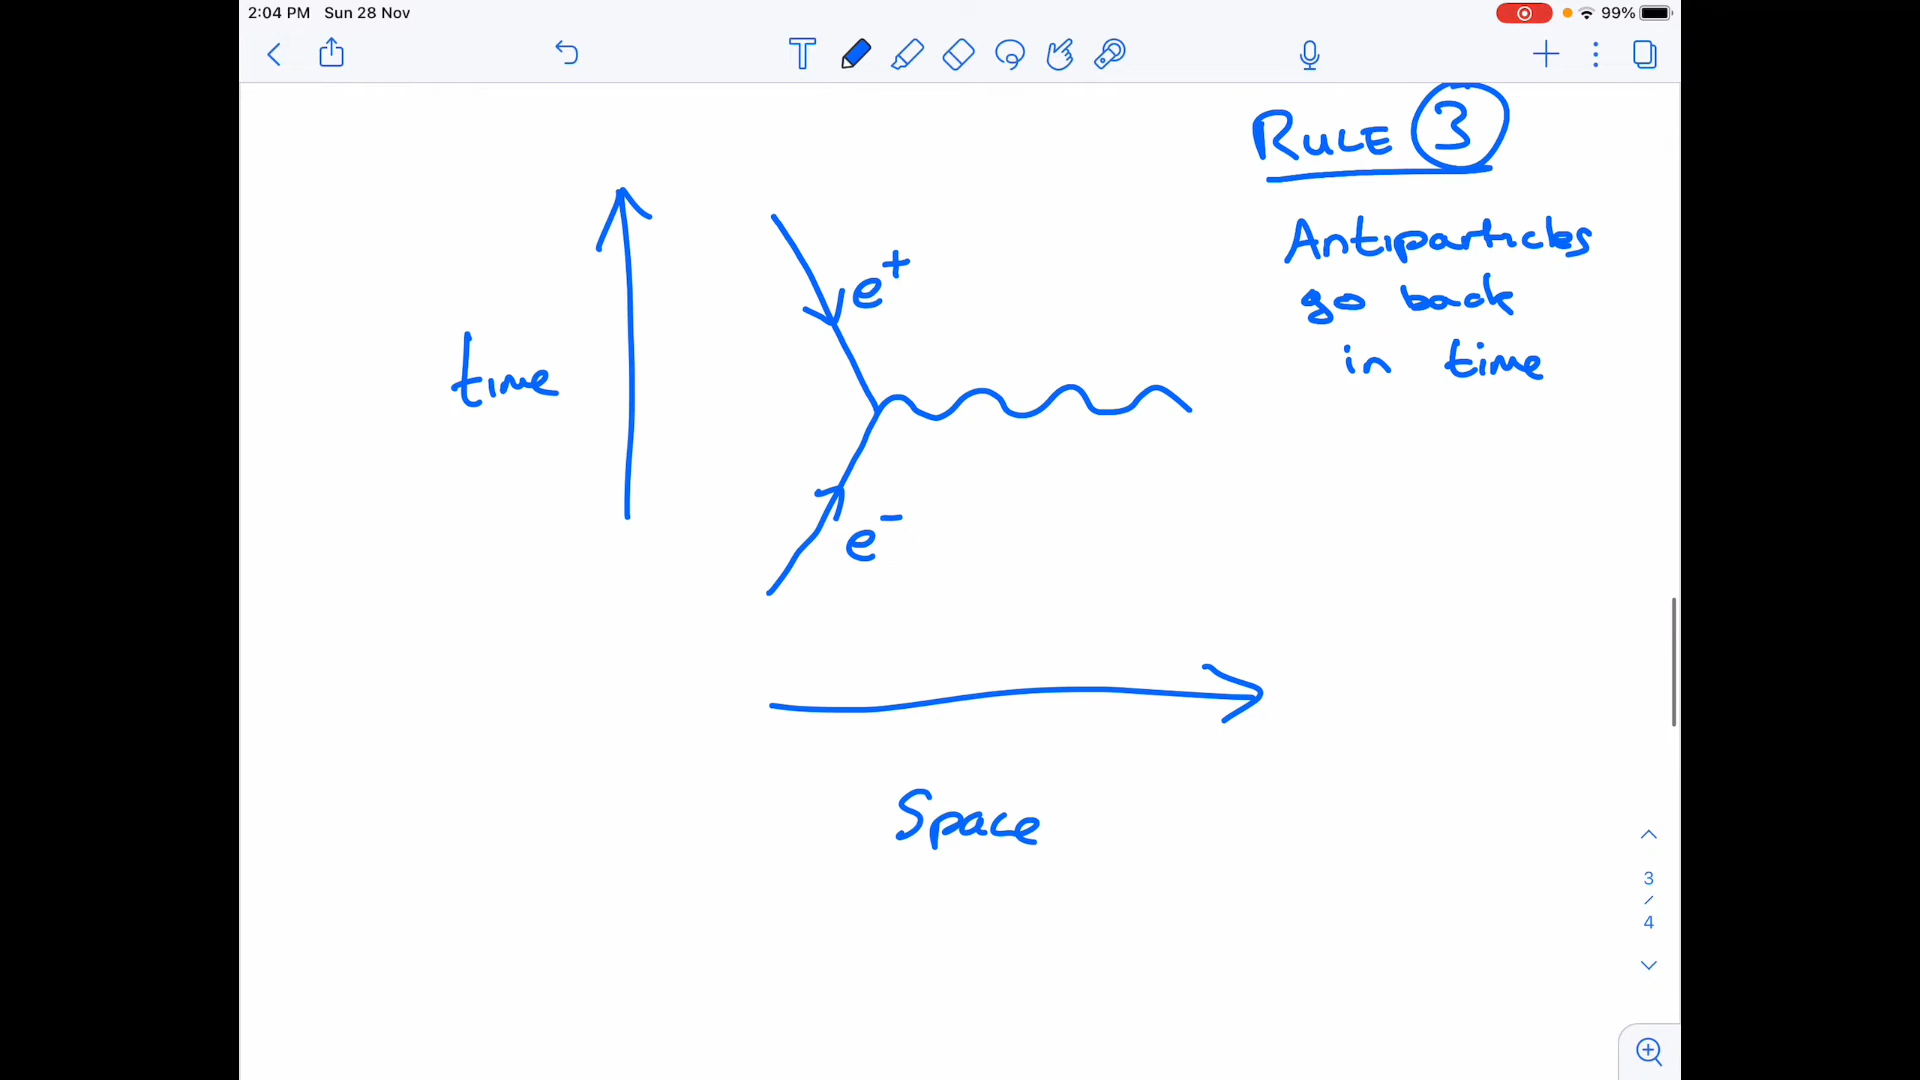 2:04 PM Sun 28 Nov
99%
T
RULE 3
Antiparticles
go back
in time
time
e+
e-
Space
3
/
4